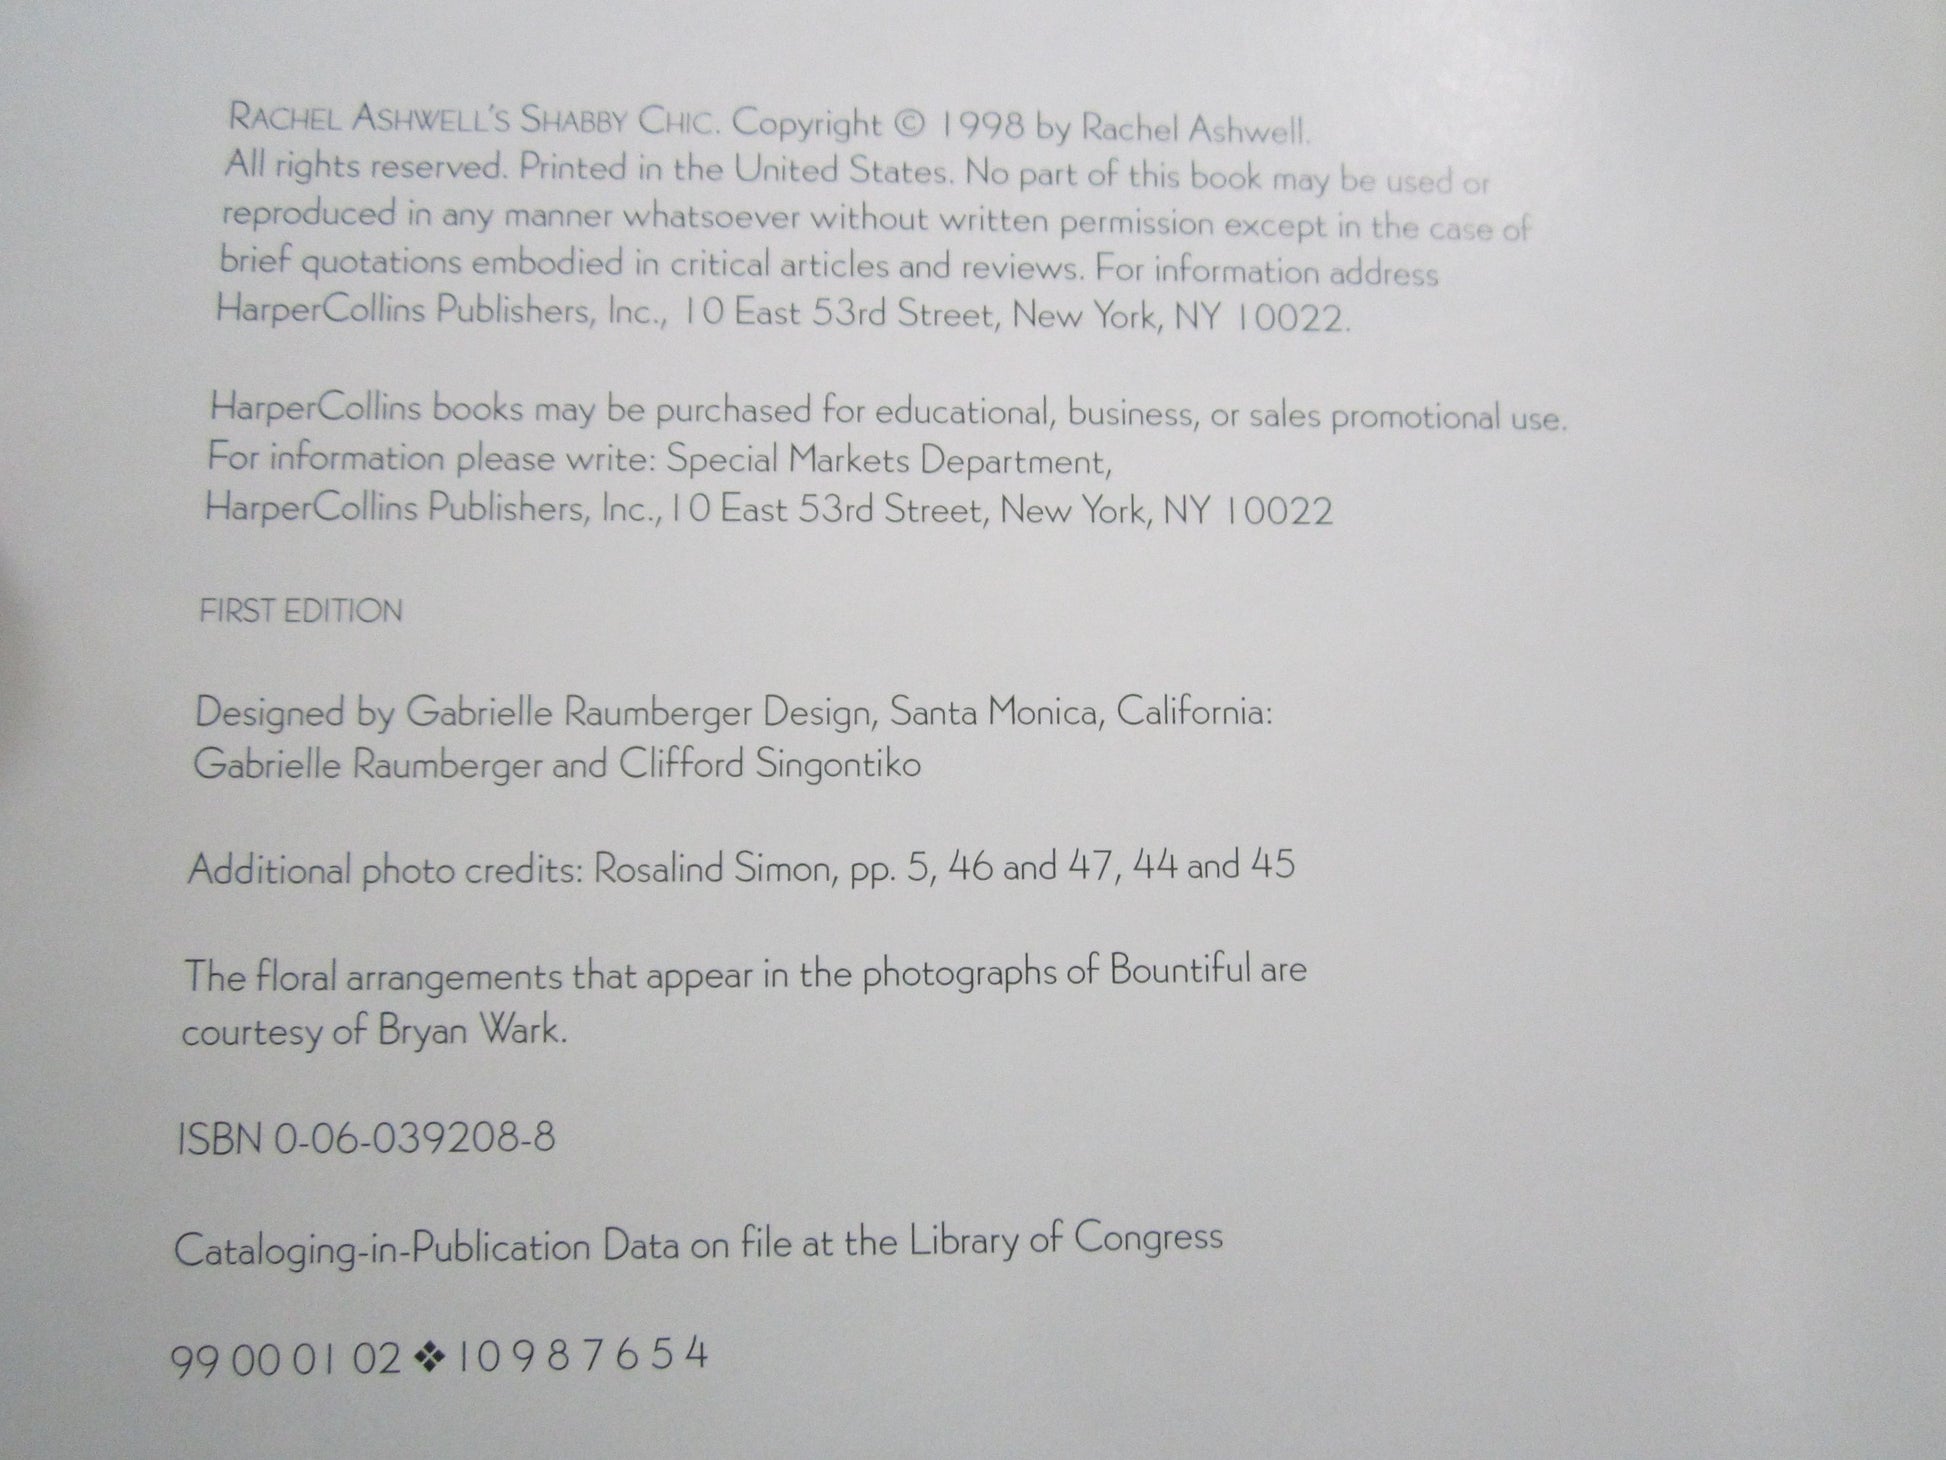 RACHEL ASHWELL'S SHABBY CHIC. Copyright © 1998 by Rachel Ashwell.
All rights reserved. Printed in the United States. No part of this book may be used or
reproduced in any manner whatsoever without written permission except in the case of
brief quotations embodied in critical articles and reviews. For information address
HarperCollins Publishers, Inc., 10 East 53rd Street, New York, NY 10022.
HarperCollins books may be purchased for educational, business, or sales promotional use.
For information please write: Special Markets Department,
HarperCollins Publishers, Inc., 10 East 53rd Street, New York, NY 10022
FIRST EDITION
Designed by Gabrielle Raumberger Design, Santa Monica, California:
Gabrielle Raumberger and Clifford Singontiko
Additional photo credits: Rosalind Simon, pp. 5, 46 and 47, 44 and 45
The floral arrangements that appear in the photographs of Bountiful are
courtesy of Bryan Wark.
ISBN 0-06-039208-8
Cataloging-in-Publication Data on file at the Library of Congress
99 00 01 02 ❖ 10 9 8 7 6 5 4